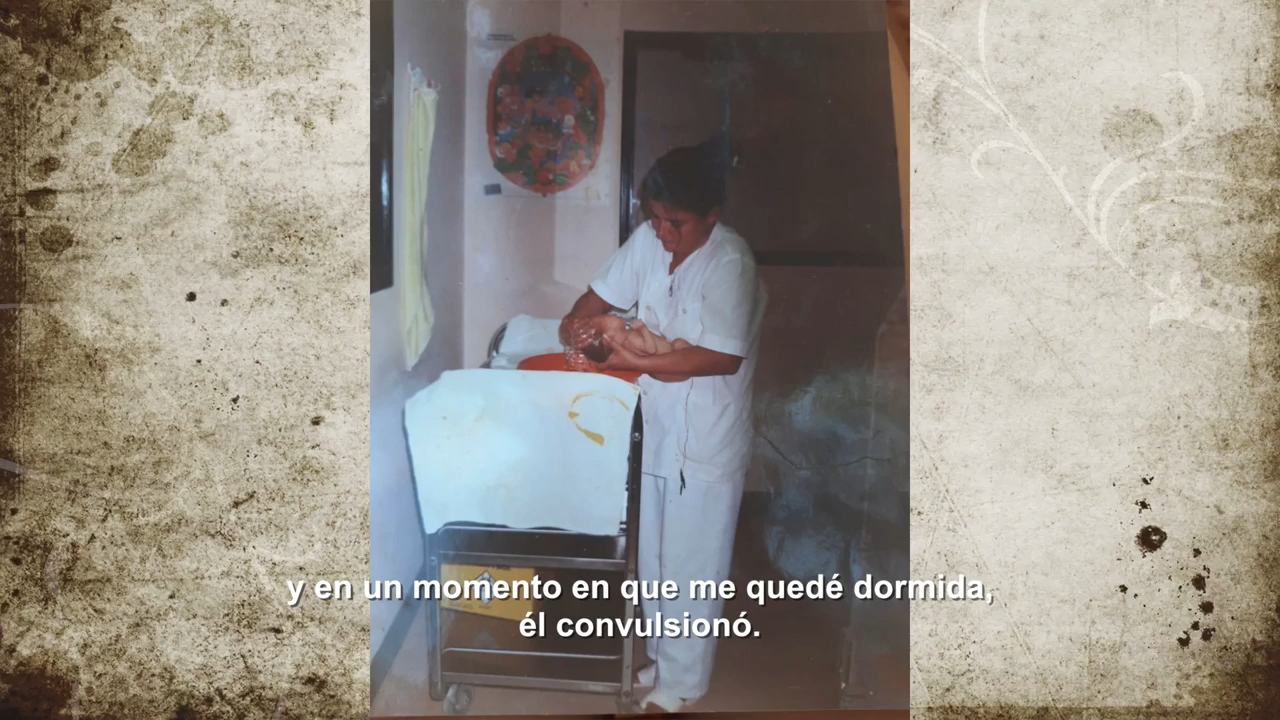 y en un momento en que me quedé dormida,
él convulsionó.